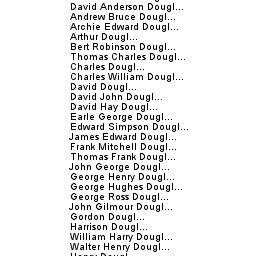 David Anderson Dougl...
Andrew Bruce Dougl...
Archie Edward Dougl...
Arthur Dougl...
Bert Robinson Dougl...
Thomas Charles Dougl...
Charles Dougl...
Charles William Dougl...
David Dougl...
David John Dougl...
David Hay Dougl...
Earle George Dougl...
Edward Simpson Dougl...
James Edward Dougl...
Frank Mitchell Dougl...
Thomas Frank Dougl...
John George Dougl...
George Henry Dougl...
George Hughes Dougl...
George Ross Dougl...
John Gilmour Dougl...
Gordon Dougl...
Harrison Dougl...
William Harry Dougl...
Walter Henry Dougl...
Henry Dougl...